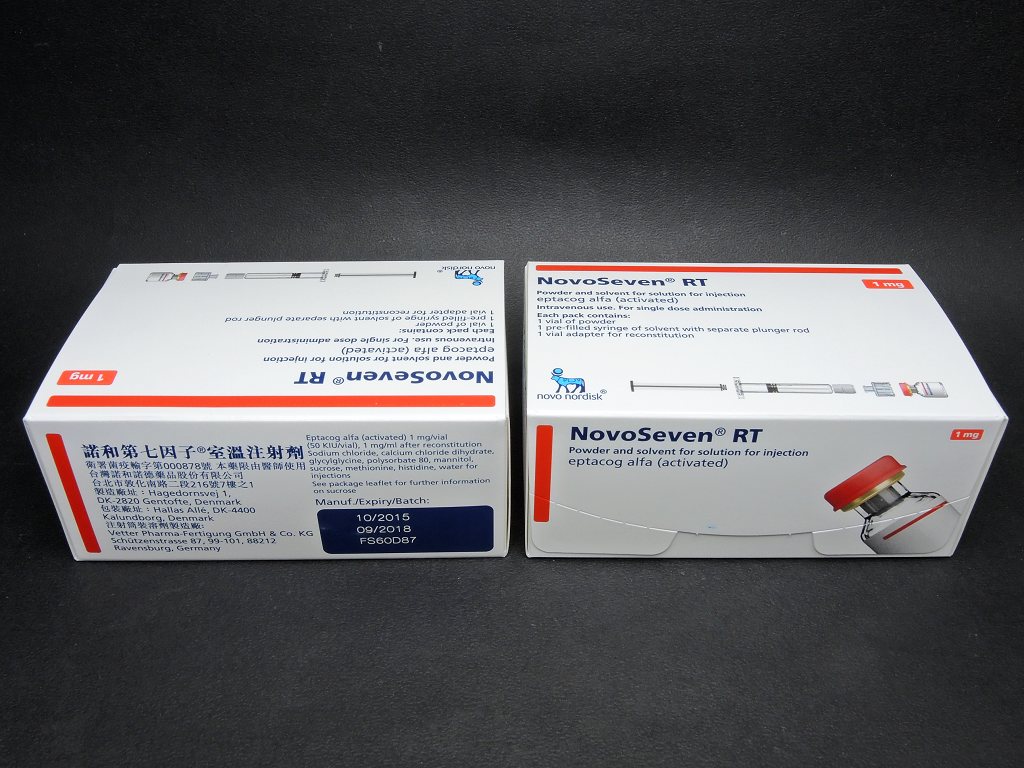 NovoSeven® RT
1 mg
Powder and solvent for solution for injection
eptacog alfa (activated)
Intravenous use. For single dose administration
Each pack contains:
1 vial of powder
1 pre-filled syringe of solvent with separate plunger rod
1 vial adapter for reconstitution
novo nordisk®
諾和第七因子®室溫注射劑
衛署菌疫輸字第000878號 本藥限由醫師使用
台灣諾和諾德藥品股份有限公司
台北市敦化南路二段216號7樓之1
製造廠址：Hagedornsvej 1,
DK-2820 Gentofte, Denmark
包裝廠址：Hallas Allé, DK-4400
Kalundborg, Denmark
注射筒裝溶劑製造廠:
Vetter Pharma-Fertigung GmbH & Co. KG
Schützenstrasse 87, 99-101, 88212
Ravensburg, Germany
Eptacog alfa (activated) 1 mg/vial
(50 KIU/vial), 1 mg/ml after reconstitution
Sodium chloride, calcium chloride dihydrate,
glycylglycine, polysorbate 80, mannitol,
sucrose, methionine, histidine, water for
injections
See package leaflet for further information
on sucrose
Manuf./Expiry/Batch:
10/2015
09/2018
FS60D87
NovoSeven® RT
1 mg
Powder and solvent for solution for injection
eptacog alfa (activated)
Intravenous use. For single dose administration
Each pack contains:
1 vial of powder
1 pre-filled syringe of solvent with separate plunger rod
1 vial adapter for reconstitution
novo nordisk®
NovoSeven® RT
1 mg
Powder and solvent for solution for injection
eptacog alfa (activated)